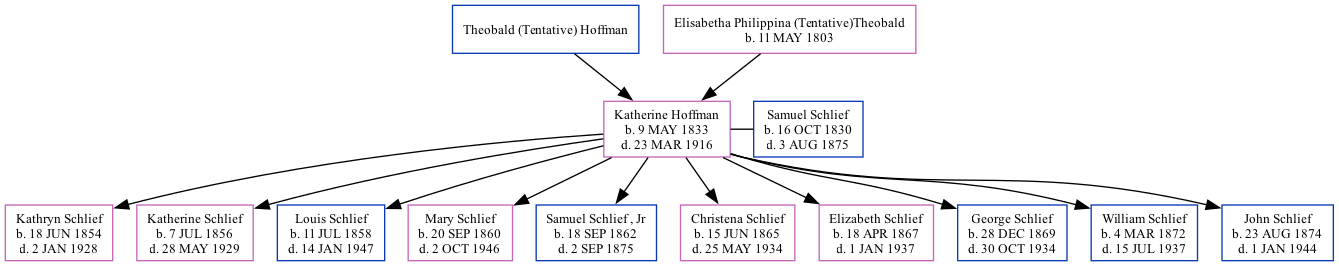 Theobald (Tentative) Hoffman
Elisabetha Philippina (Tentative)Theobald
b. 11 MAY 1803
Katherine Hoffman
b. 9 MAY 1833
d. 23 MAR 1916
Samuel Schlief
b. 16 OCT 1830
d. 3 AUG 1875
Kathryn Schlief
b. 18 JUN 1854
d. 2 JAN 1928
Katherine Schlief
b. 7 JUL 1856
d. 28 MAY 1929
Louis Schlief
b. 11 JUL 1858
d. 14 JAN 1947
Mary Schlief
b. 20 SEP 1860
d. 2 OCT 1946
Samuel Schlief , Jr
b. 18 SEP 1862
d. 2 SEP 1875
Christena Schlief
b. 15 JUN 1865
d. 25 MAY 1934
Elizabeth Schlief
b. 18 APR 1867
d. 1 JAN 1937
George Schlief
b. 28 DEC 1869
d. 30 OCT 1934
William Schlief
b. 4 MAR 1872
d. 15 JUL 1937
John Schlief
b. 23 AUG 1874
d. 1 JAN 1944